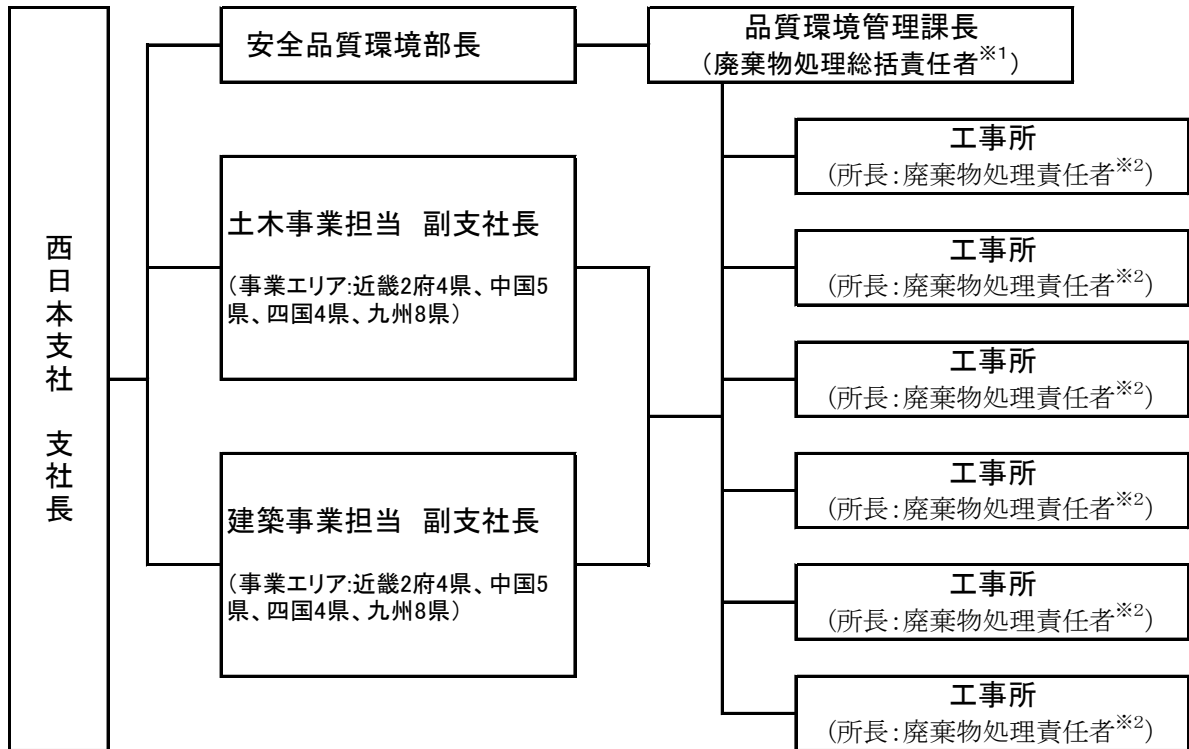 西日本支社　支社長
安全品質環境部長
品質環境管理課長
（廃棄物処理総括責任者※1）
土木事業担当　副支社長
（事業エリア:近畿2府4県、中国5
県、四国4県、九州8県）
建築事業担当　副支社長
（事業エリア:近畿2府4県、中国5
県、四国4県、九州8県）
工事所
（所長：廃棄物処理責任者※2）
工事所
（所長：廃棄物処理責任者※2）
工事所
（所長：廃棄物処理責任者※2）
工事所
（所長：廃棄物処理責任者※2）
工事所
（所長：廃棄物処理責任者※2）
工事所
（所長：廃棄物処理責任者※2）